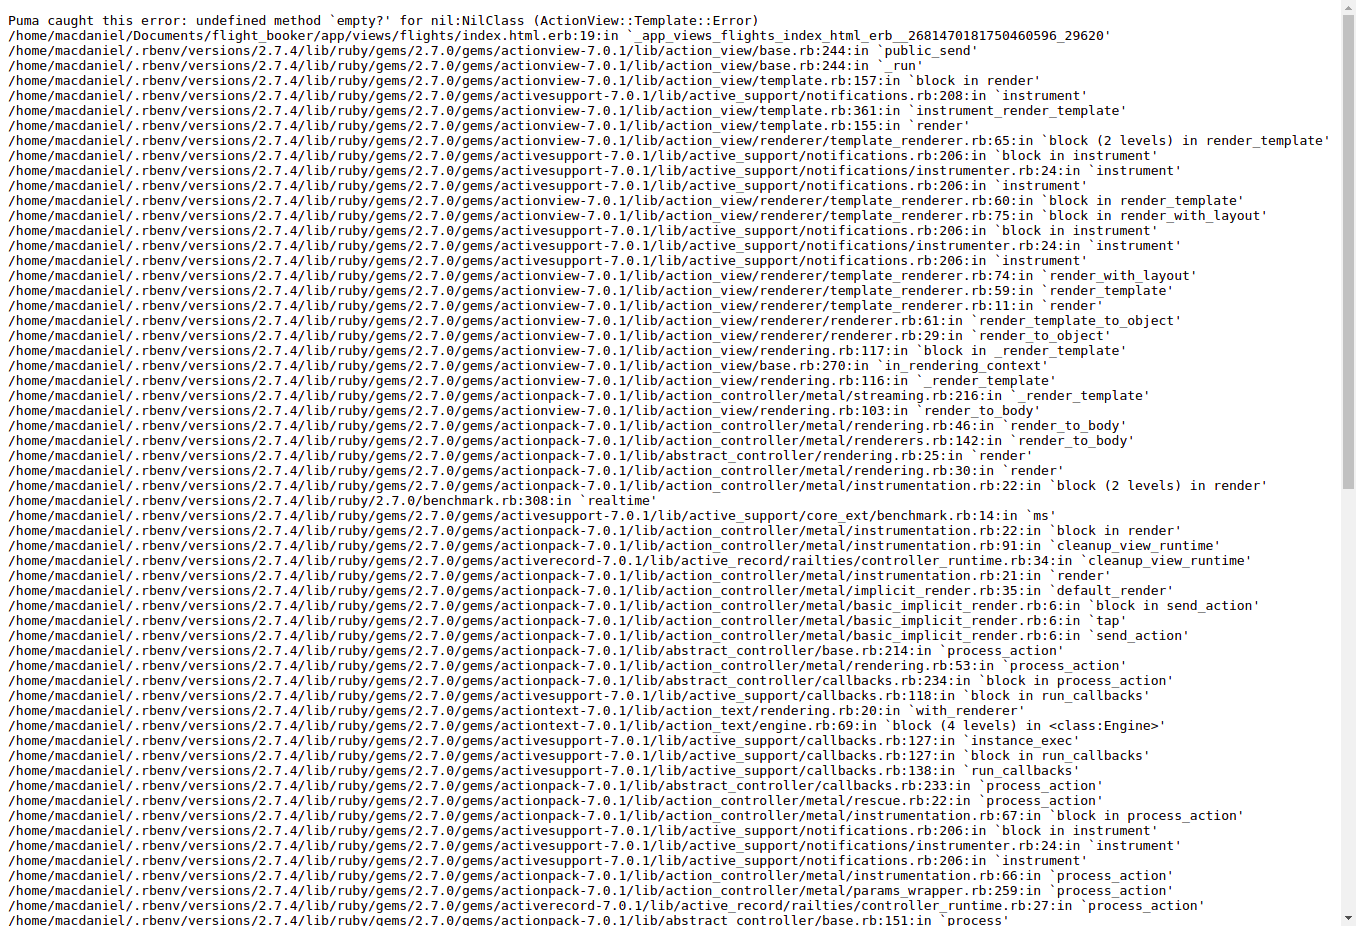 Puma caught this error: undefined method `empty?' for nil:NilClass (ActionView::Template::Error)
/home/macdaniel/Documents/flight_booker/app/views/flights/index.html.erb:19:in `_app_views_flights_index_html_erb__2681470181750460596_29620'
/home/macdaniel/.rbenv/versions/2.7.4/lib/ruby/gems/2.7.0/gems/actionview-7.0.1/lib/action_view/base.rb:244:in `public_send'
/home/macdaniel/.rbenv/versions/2.7.4/lib/ruby/gems/2.7.0/gems/actionview-7.0.1/lib/action_view/base.rb:244:in `_run'
/home/macdaniel/.rbenv/versions/2.7.4/lib/ruby/gems/2.7.0/gems/actionview-7.0.1/lib/action_view/template.rb:157:in `block in render'
/home/macdaniel/.rbenv/versions/2.7.4/lib/ruby/gems/2.7.0/gems/activesupport-7.0.1/lib/active_support/notifications.rb:208:in `instrument'
/home/macdaniel/.rbenv/versions/2.7.4/lib/ruby/gems/2.7.0/gems/actionview-7.0.1/lib/action_view/template.rb:361:in `instrument_render_template'
/home/macdaniel/.rbenv/versions/2.7.4/lib/ruby/gems/2.7.0/gems/actionview-7.0.1/lib/action_view/template.rb:155:in `render'
/home/macdaniel/.rbenv/versions/2.7.4/lib/ruby/gems/2.7.0/gems/actionview-7.0.1/lib/action_view/renderer/template_renderer.rb:65:in `block (2 levels) in render_template'
/home/macdaniel/.rbenv/versions/2.7.4/lib/ruby/gems/2.7.0/gems/activesupport-7.0.1/lib/active_support/notifications.rb:206:in `block in instrument'
/home/macdaniel/.rbenv/versions/2.7.4/lib/ruby/gems/2.7.0/gems/activesupport-7.0.1/lib/active_support/notifications/instrumenter.rb:24:in `instrument'
/home/macdaniel/.rbenv/versions/2.7.4/lib/ruby/gems/2.7.0/gems/activesupport-7.0.1/lib/active_support/notifications.rb:206:in `instrument'
/home/macdaniel/.rbenv/versions/2.7.4/lib/ruby/gems/2.7.0/gems/actionview-7.0.1/lib/action_view/renderer/template_renderer.rb:60:in `block in render_template'
/home/macdaniel/.rbenv/versions/2.7.4/lib/ruby/gems/2.7.0/gems/actionview-7.0.1/lib/action_view/renderer/template_renderer.rb:75:in `block in render_with_layout'
/home/macdaniel/.rbenv/versions/2.7.4/lib/ruby/gems/2.7.0/gems/activesupport-7.0.1/lib/active_support/notifications.rb:206:in `block in instrument'
/home/macdaniel/.rbenv/versions/2.7.4/lib/ruby/gems/2.7.0/gems/activesupport-7.0.1/lib/active_support/notifications/instrumenter.rb:24:in `instrument'
/home/macdaniel/.rbenv/versions/2.7.4/lib/ruby/gems/2.7.0/gems/activesupport-7.0.1/lib/active_support/notifications.rb:206:in `instrument'
/home/macdaniel/.rbenv/versions/2.7.4/lib/ruby/gems/2.7.0/gems/actionview-7.0.1/lib/action_view/renderer/template_renderer.rb:74:in `render_with_layout'
/home/macdaniel/.rbenv/versions/2.7.4/lib/ruby/gems/2.7.0/gems/actionview-7.0.1/lib/action_view/renderer/template_renderer.rb:59:in `render_template'
/home/macdaniel/.rbenv/versions/2.7.4/lib/ruby/gems/2.7.0/gems/actionview-7.0.1/lib/action_view/renderer/template_renderer.rb:11:in `render'
/home/macdaniel/.rbenv/versions/2.7.4/lib/ruby/gems/2.7.0/gems/actionview-7.0.1/lib/action_view/renderer/renderer.rb:61:in `render_template_to_object'
/home/macdaniel/.rbenv/versions/2.7.4/lib/ruby/gems/2.7.0/gems/actionview-7.0.1/lib/action_view/renderer/renderer.rb:29:in `render_to_object'
/home/macdaniel/.rbenv/versions/2.7.4/lib/ruby/gems/2.7.0/gems/actionview-7.0.1/lib/action_view/rendering.rb:117:in `block in _render_template'
/home/macdaniel/.rbenv/versions/2.7.4/lib/ruby/gems/2.7.0/gems/actionview-7.0.1/lib/action_view/base.rb:270:in `in_rendering_context'
/home/macdaniel/.rbenv/versions/2.7.4/lib/ruby/gems/2.7.0/gems/actionview-7.0.1/lib/action_view/rendering.rb:116:in `_render_template'
/home/macdaniel/.rbenv/versions/2.7.4/lib/ruby/gems/2.7.0/gems/actionpack-7.0.1/lib/action_controller/metal/streaming.rb:216:in `_render_template'
/home/macdaniel/.rbenv/versions/2.7.4/lib/ruby/gems/2.7.0/gems/actionview-7.0.1/lib/action_view/rendering.rb:103:in `render_to_body'
/home/macdaniel/.rbenv/versions/2.7.4/lib/ruby/gems/2.7.0/gems/actionpack-7.0.1/lib/action_controller/metal/rendering.rb:46:in `render_to_body'
/home/macdaniel/.rbenv/versions/2.7.4/lib/ruby/gems/2.7.0/gems/actionpack-7.0.1/lib/action_controller/metal/renderers.rb:142:in `render_to_body'
/home/macdaniel/.rbenv/versions/2.7.4/lib/ruby/gems/2.7.0/gems/actionpack-7.0.1/lib/abstract_controller/rendering.rb:25:in `render'
/home/macdaniel/.rbenv/versions/2.7.4/lib/ruby/gems/2.7.0/gems/actionpack-7.0.1/lib/action_controller/metal/rendering.rb:30:in `render'
/home/macdaniel/.rbenv/versions/2.7.4/lib/ruby/gems/2.7.0/gems/actionpack-7.0.1/lib/action_controller/metal/instrumentation.rb:22:in `block (2 levels) in render'
/home/macdaniel/.rbenv/versions/2.7.4/lib/ruby/2.7.0/benchmark.rb:308:in `realtime'
/home/macdaniel/.rbenv/versions/2.7.4/lib/ruby/gems/2.7.0/gems/activesupport-7.0.1/lib/active_support/core_ext/benchmark.rb:14:in `ms'
/home/macdaniel/.rbenv/versions/2.7.4/lib/ruby/gems/2.7.0/gems/actionpack-7.0.1/lib/action_controller/metal/instrumentation.rb:22:in `block in render'
/home/macdaniel/.rbenv/versions/2.7.4/lib/ruby/gems/2.7.0/gems/actionpack-7.0.1/lib/action_controller/metal/instrumentation.rb:91:in `cleanup_view_runtime'
/home/macdaniel/.rbenv/versions/2.7.4/lib/ruby/gems/2.7.0/gems/activerecord-7.0.1/lib/active_record/railties/controller_runtime.rb:34:in `cleanup_view_runtime'
/home/macdaniel/.rbenv/versions/2.7.4/lib/ruby/gems/2.7.0/gems/actionpack-7.0.1/lib/action_controller/metal/instrumentation.rb:21:in `render'
/home/macdaniel/.rbenv/versions/2.7.4/lib/ruby/gems/2.7.0/gems/actionpack-7.0.1/lib/action_controller/metal/implicit_render.rb:35:in `default_render'
/home/macdaniel/.rbenv/versions/2.7.4/lib/ruby/gems/2.7.0/gems/actionpack-7.0.1/lib/action_controller/metal/basic_implicit_render.rb:6:in `block in send_action'
/home/macdaniel/.rbenv/versions/2.7.4/lib/ruby/gems/2.7.0/gems/actionpack-7.0.1/lib/action_controller/metal/basic_implicit_render.rb:6:in `tap'
/home/macdaniel/.rbenv/versions/2.7.4/lib/ruby/gems/2.7.0/gems/actionpack-7.0.1/lib/action_controller/metal/basic_implicit_render.rb:6:in `send_action'
/home/macdaniel/.rbenv/versions/2.7.4/lib/ruby/gems/2.7.0/gems/actionpack-7.0.1/lib/abstract_controller/base.rb:214:in `process_action'
/home/macdaniel/.rbenv/versions/2.7.4/lib/ruby/gems/2.7.0/gems/actionpack-7.0.1/lib/action_controller/metal/rendering.rb:53:in `process_action'
/home/macdaniel/.rbenv/versions/2.7.4/lib/ruby/gems/2.7.0/gems/actionpack-7.0.1/lib/abstract_controller/callbacks.rb:234:in `block in process_action'
/home/macdaniel/.rbenv/versions/2.7.4/lib/ruby/gems/2.7.0/gems/activesupport-7.0.1/lib/active_support/callbacks.rb:118:in `block in run_callbacks'
/home/macdaniel/.rbenv/versions/2.7.4/lib/ruby/gems/2.7.0/gems/actiontext-7.0.1/lib/action_text/rendering.rb:20:in `with_renderer'
/home/macdaniel/.rbenv/versions/2.7.4/lib/ruby/gems/2.7.0/gems/actiontext-7.0.1/lib/action_text/engine.rb:69:in `block (4 levels) in <class:Engine>'
/home/macdaniel/.rbenv/versions/2.7.4/lib/ruby/gems/2.7.0/gems/activesupport-7.0.1/lib/active_support/callbacks.rb:127:in `instance_exec'
/home/macdaniel/.rbenv/versions/2.7.4/lib/ruby/gems/2.7.0/gems/activesupport-7.0.1/lib/active_support/callbacks.rb:127:in `block in run_callbacks'
/home/macdaniel/.rbenv/versions/2.7.4/lib/ruby/gems/2.7.0/gems/activesupport-7.0.1/lib/active_support/callbacks.rb:138:in `run_callbacks'
/home/macdaniel/.rbenv/versions/2.7.4/lib/ruby/gems/2.7.0/gems/actionpack-7.0.1/lib/abstract_controller/callbacks.rb:233:in `process_action'
/home/macdaniel/.rbenv/versions/2.7.4/lib/ruby/gems/2.7.0/gems/actionpack-7.0.1/lib/action_controller/metal/rescue.rb:22:in `process_action'
/home/macdaniel/.rbenv/versions/2.7.4/lib/ruby/gems/2.7.0/gems/actionpack-7.0.1/lib/action_controller/metal/instrumentation.rb:67:in `block in process_action'
/home/macdaniel/.rbenv/versions/2.7.4/lib/ruby/gems/2.7.0/gems/activesupport-7.0.1/lib/active_support/notifications.rb:206:in `block in instrument'
/home/macdaniel/.rbenv/versions/2.7.4/lib/ruby/gems/2.7.0/gems/activesupport-7.0.1/lib/active_support/notifications/instrumenter.rb:24:in `instrument'
/home/macdaniel/.rbenv/versions/2.7.4/lib/ruby/gems/2.7.0/gems/activesupport-7.0.1/lib/active_support/notifications.rb:206:in `instrument'
/home/macdaniel/.rbenv/versions/2.7.4/lib/ruby/gems/2.7.0/gems/actionpack-7.0.1/lib/action_controller/metal/instrumentation.rb:66:in `process_action'
/home/macdaniel/.rbenv/versions/2.7.4/lib/ruby/gems/2.7.0/gems/actionpack-7.0.1/lib/action_controller/metal/params_wrapper.rb:259:in `process_action'
/home/macdaniel/.rbenv/versions/2.7.4/lib/ruby/gems/2.7.0/gems/activerecord-7.0.1/lib/active_record/railties/controller_runtime.rb:27:in `process_action'
/home/macdaniel/.rbenv/versions/2.7.4/lib/ruby/gems/2.7.0/gems/actionpack-7.0.1/lib/abstract_controller/base.rb:151:in `process'